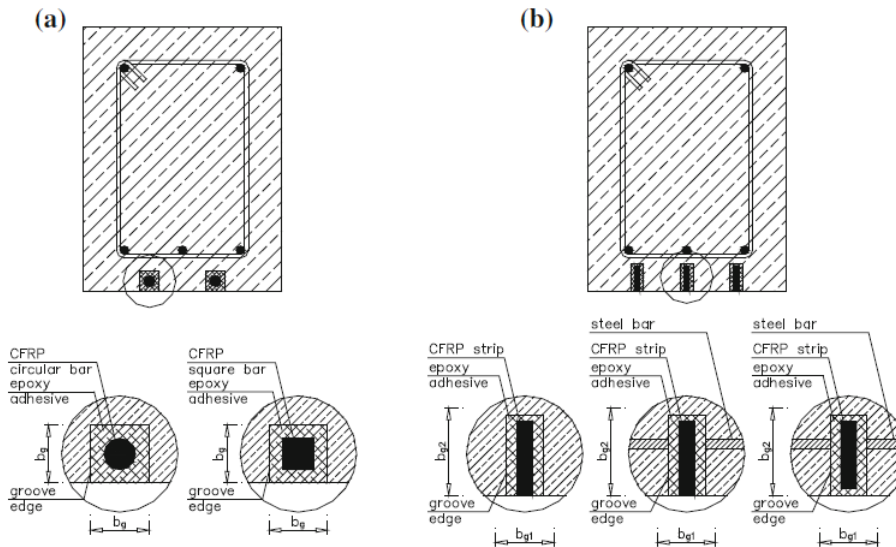 (a)
(b)
CFRP
circular bar
epoxy
adhesive
bg
groove
edge
bg
CFRP
square bar
epoxy
adhesive
bg
groove
edge
bg
CFRP strip
epoxy
adhesive
bg2
groove
edge
bg1
steel bar
CFRP strip
epoxy
adhesive
bg2
groove
edge
bg1
steel bar
CFRP strip
epoxy
adhesive
bg2
groove
edge
bg1